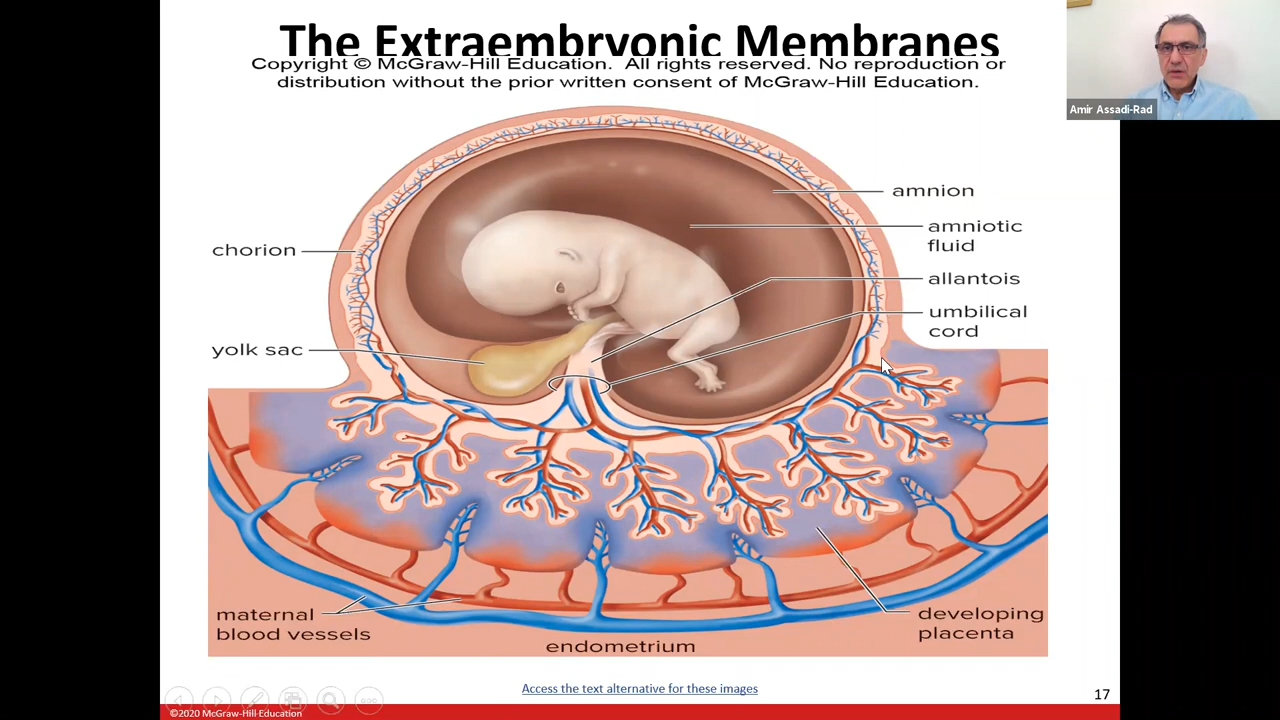 The Extraembryonic Membranes
Copyright © McGraw-Hill Education. All rights reserved. No reproduction or
distribution without the prior written consent of McGraw-Hill Education.
Amir Assadi-Rad
amnion
amniotic
fluid
chorion
allantois
umbilical
cord
yolk sac
maternal
blood vessels
developing
placenta
endometrium
Access the text alternative for these images
17
©2020 McGraw-Hill Education